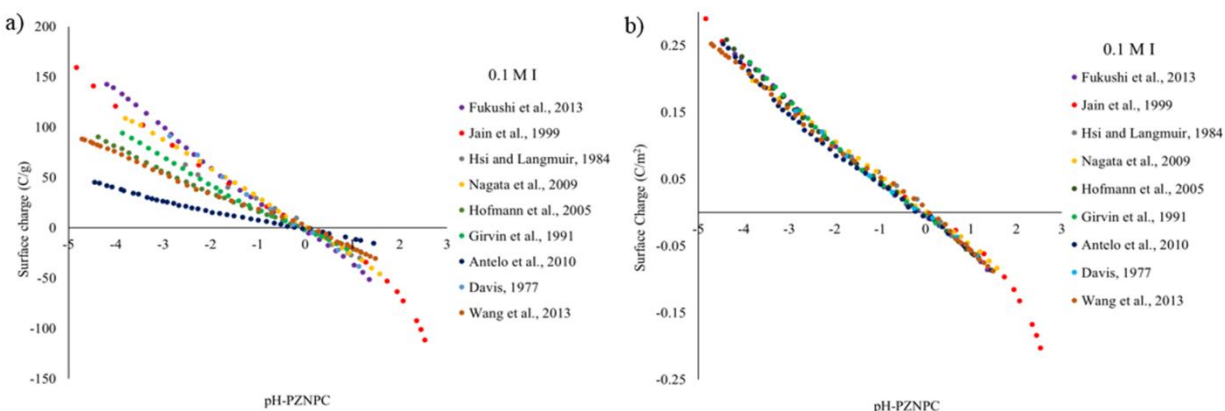 a)
200
150
100
50
0
-50
-100
-150
-5
-4
-3
-2
-1
0
1
2
3
Surface charge (C/g)
pH-PZNPC
0.1 M I
Fukushi et al., 2013
Jain et al., 1999
Hsi and Langmuir, 1984
Nagata et al., 2009
Hofmann et al., 2005
Girvin et al., 1991
Antelo et al., 2010
Davis, 1977
Wang et al., 2013
b)
0.25
0.15
0.05
-0.05
-0.15
-0.25
-5
-4
-3
-2
-1
0
1
2
3
Surface Charge (C/m²)
pH-PZNPC
0.1 M I
Fukushi et al., 2013
Jain et al., 1999
Hsi and Langmuir, 1984
Nagata et al., 2009
Hofmann et al., 2005
Girvin et al., 1991
Antelo et al., 2010
Davis, 1977
Wang et al., 2013